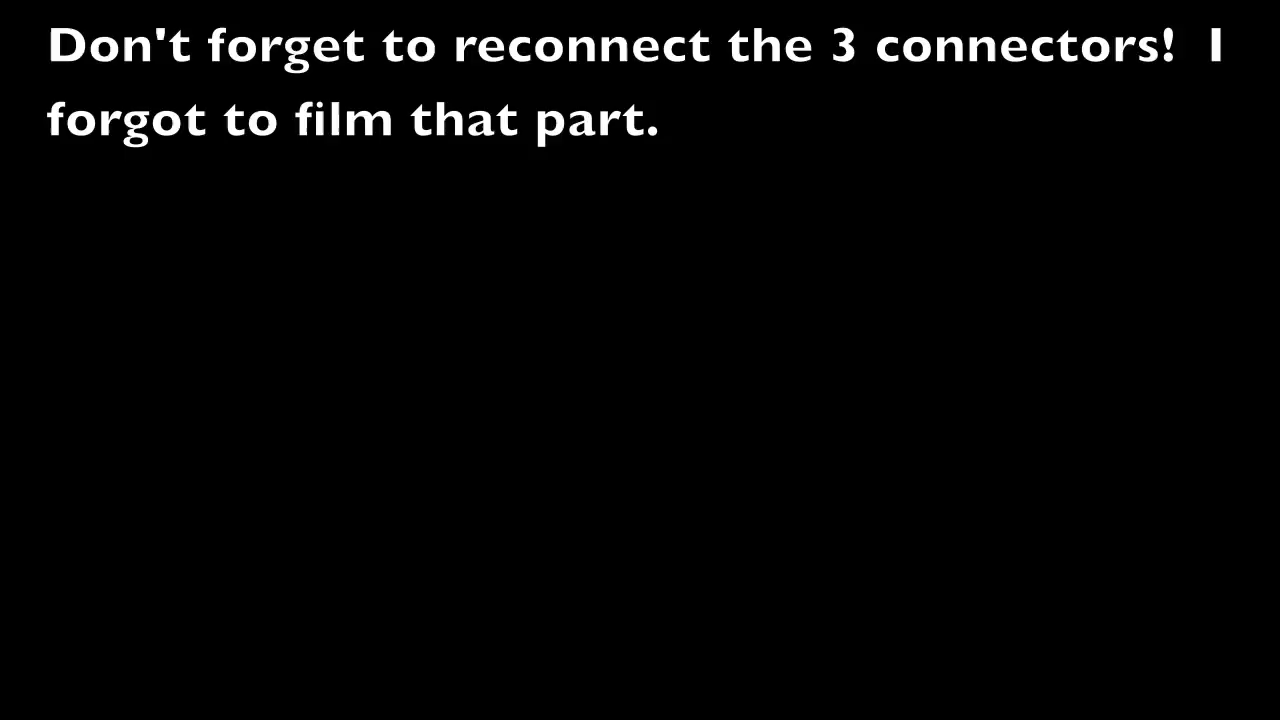 Don't forget to reconnect the 3 connectors!  I
forgot to film that part.